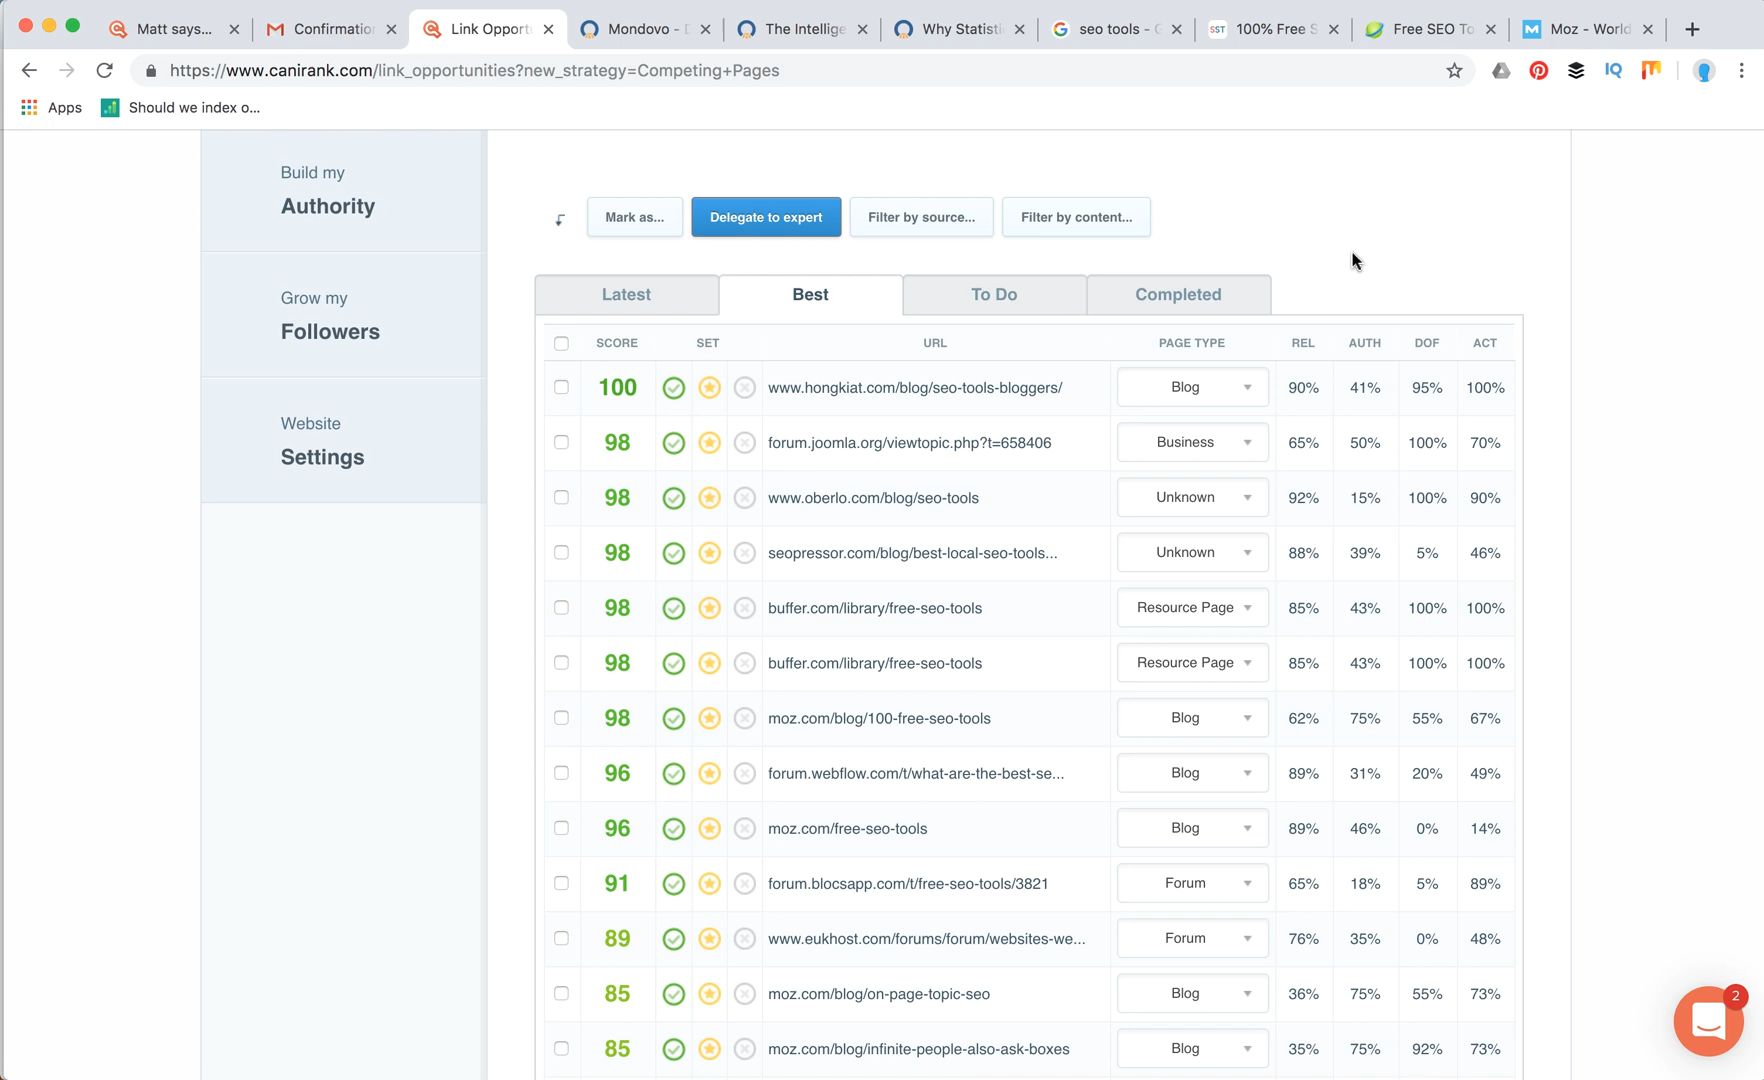 Matt says...
Confirmation
Link Opport
Mondovo - D
The Intellige
Why Statisti
seo tools - G
SST 100% Free S
Free SEO To
Moz - World
https://www.canirank.com/link_opportunities?new_strategy=Competing+Pages
IQ
Apps
Should we index o...
Build my
Authority
Grow my
Followers
Website
Settings
Mark as...
Delegate to expert
Filter by source...
Filter by content...
Latest
Best
To Do
Completed
SCORE SET URL PAGE TYPE REL AUTH DOF ACT
100 www.hongkiat.com/blog/seo-tools-bloggers/ Blog 90% 41% 95% 100%
98 forum.joomla.org/viewtopic.php?t=658406 Business 65% 50% 100% 70%
98 www.oberlo.com/blog/seo-tools Unknown 92% 15% 100% 90%
98 seopressor.com/blog/best-local-seo-tools... Unknown 88% 39% 5% 46%
98 buffer.com/library/free-seo-tools Resource Page 85% 43% 100% 100%
98 buffer.com/library/free-seo-tools Resource Page 85% 43% 100% 100%
98 moz.com/blog/100-free-seo-tools Blog 62% 75% 55% 67%
96 forum.webflow.com/t/what-are-the-best-se... Blog 89% 31% 20% 49%
96 moz.com/free-seo-tools Blog 89% 46% 0% 14%
91 forum.blocsapp.com/t/free-seo-tools/3821 Forum 65% 18% 5% 89%
89 www.eukhost.com/forums/forum/websites-we... Forum 76% 35% 0% 48%
85 moz.com/blog/on-page-topic-seo Blog 36% 75% 55% 73%
85 moz.com/blog/infinite-people-also-ask-boxes Blog 35% 75% 92% 73%
2